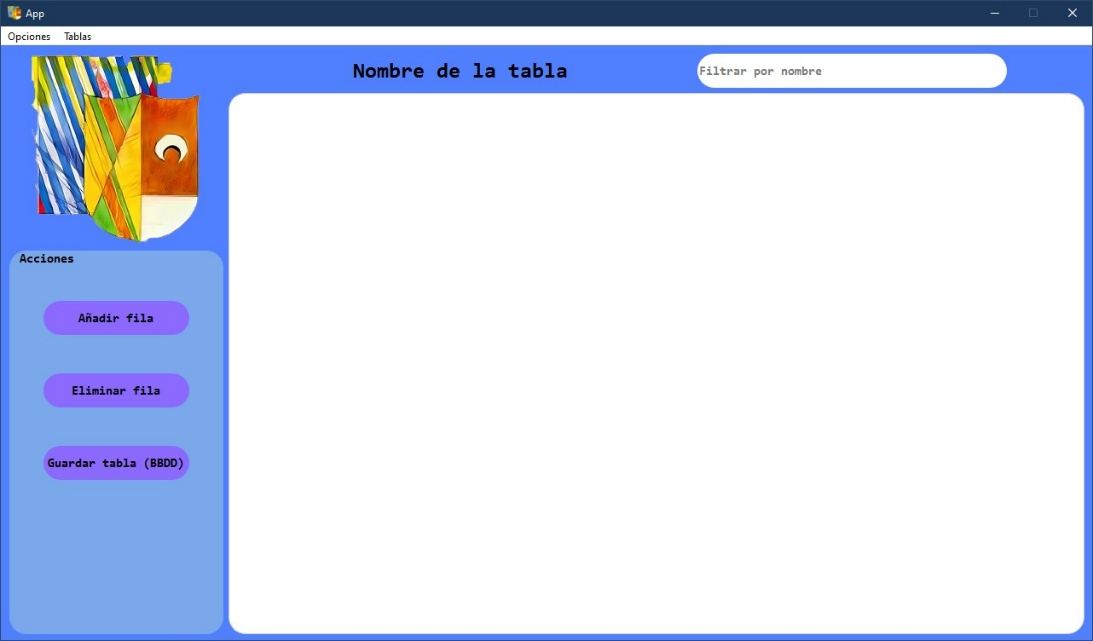 App
Opciones Tablas
Nombre de la tabla
Filtrar por nombre
Acciones
Añadir fila
Eliminar fila
Guardar tabla (BBDD)